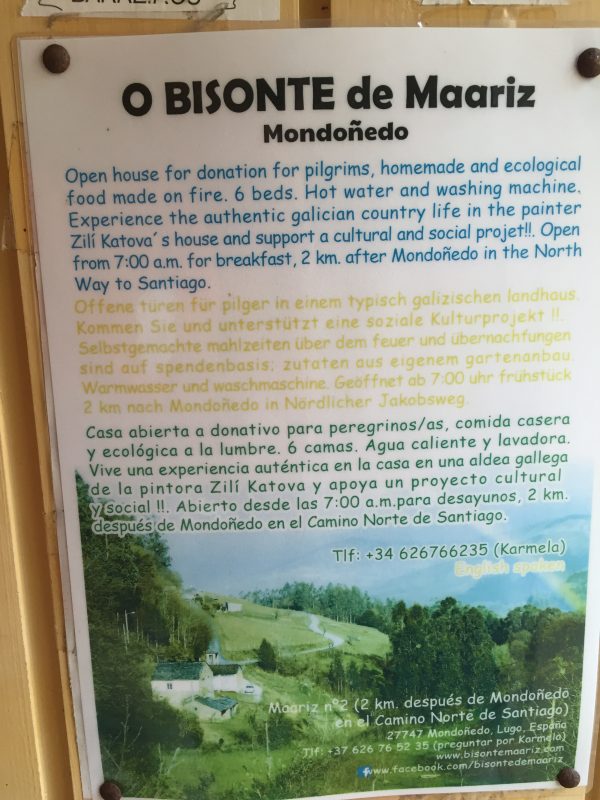 O BISONTE de Maariz
Mondoñedo
Open house for donation for pilgrims, homemade and ecological
food made on fire. 6 beds. Hot water and washing machine.
Experience the authentic galician country life in the painter
Zilí Katova´s house and support a cultural and social projet!!. Open
from 7:00 a.m. for breakfast, 2 km. after Mondoñedo in the North
Way to Santiago.
Offene türen für pilger in einem typisch galizischen landhaus.
Kommen Sie und unterstützt eine soziale Kulturprojekt !!.
Selbstgemachte mahlzeiten über dem feuer und übernachfungen
sind auf spendenbasis; zutaten aus eigenem gartenanbau.
Warmwasser und waschmaschine. Geöffnet ab 7:00 uhr frühstück
2 km nach Mondoñedo in Nördlicher Jakobsweg.
Casa abierta a donativo para peregrinos/as, comida casera
y ecológica a la lumbre. 6 camas. Agua caliente y lavadora.
Vive una experiencia auténtica en la casa en una aldea gallega
de la pintora Zilí Katova y apoya un proyecto cultural
y social !!. Abierto desde las 7:00 a.m.para desayunos, 2 km.
después de Mondoñedo en el Camino Norte de Santiago.
Tlf: +34 626766235 (Karmela)
English spoken
Maariz nº2 (2 km. después de Mondoñedo
en el Camino Norte de Santiago)
27747 Mondoñedo, Lugo, España
Tlf: +37 626 76 52 35 (preguntar por Karmela)
www.bisontemaariz.com
www.facebook.com/bisontedemaariz